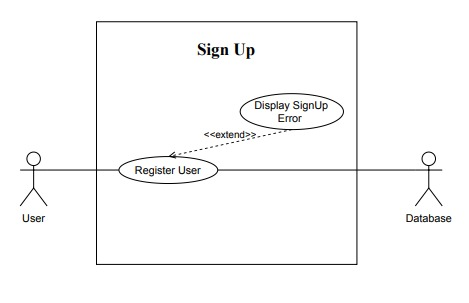 Sign Up
Display SignUp
Error
<<extend>>
Register User
User
Database